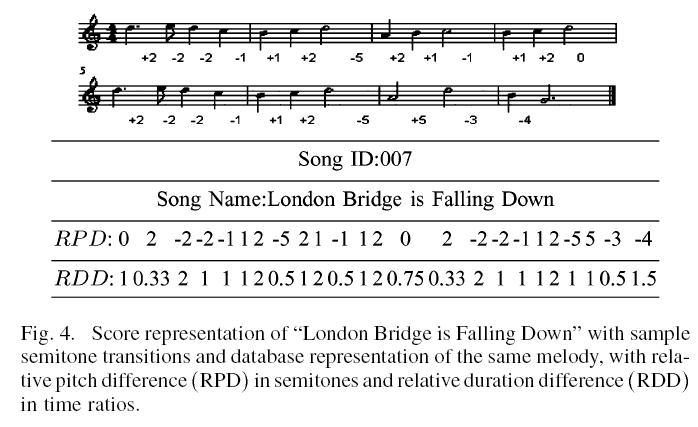 4 4
+2 -2 -2 -1 +1 +2 -5 +2 +1 -1 +1 +2 0
5
+2 -2 -2 -1 +1 +2 -5 +5 -3 -4
Song ID:007
Song Name:London Bridge is Falling Down
RPD: 0 2 -2 -2 -1 1 2 -5 2 1 -1 1 2 0 2 -2 -2 -1 1 2 -5 5 -3 -4
RDD: 1 0.33 2 1 1 1 2 0.5 1 2 0.5 1 2 0.75 0.33 2 1 1 1 2 1 1 0.5 1.5
Fig. 4. Score representation of “London Bridge is Falling Down” with sample
semitone transitions and database representation of the same melody, with rela-
tive pitch difference (RPD) in semitones and relative duration difference (RDD)
in time ratios.